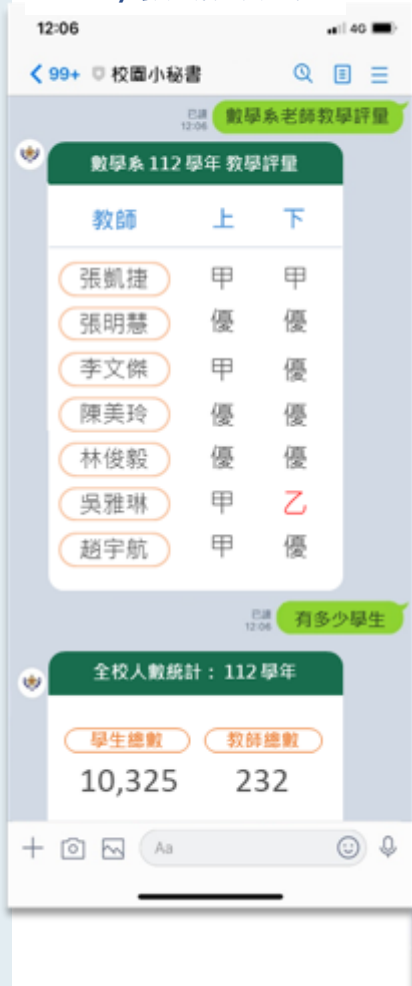 12:06 4G
99+ 校園小秘書
已讀
12:06
數學系老師教學評量
數學系 112 學年 教學評量
教師 上 下
張凱捷 甲 甲
張明慧 優 優
李文傑 甲 優
陳美玲 優 優
林俊毅 優 優
吳雅琳 甲 乙
趙宇航 甲 優
已讀
12:06
有多少學生
全校人數統計: 112 學年
學生總數 教師總數
10,325 232
Aa